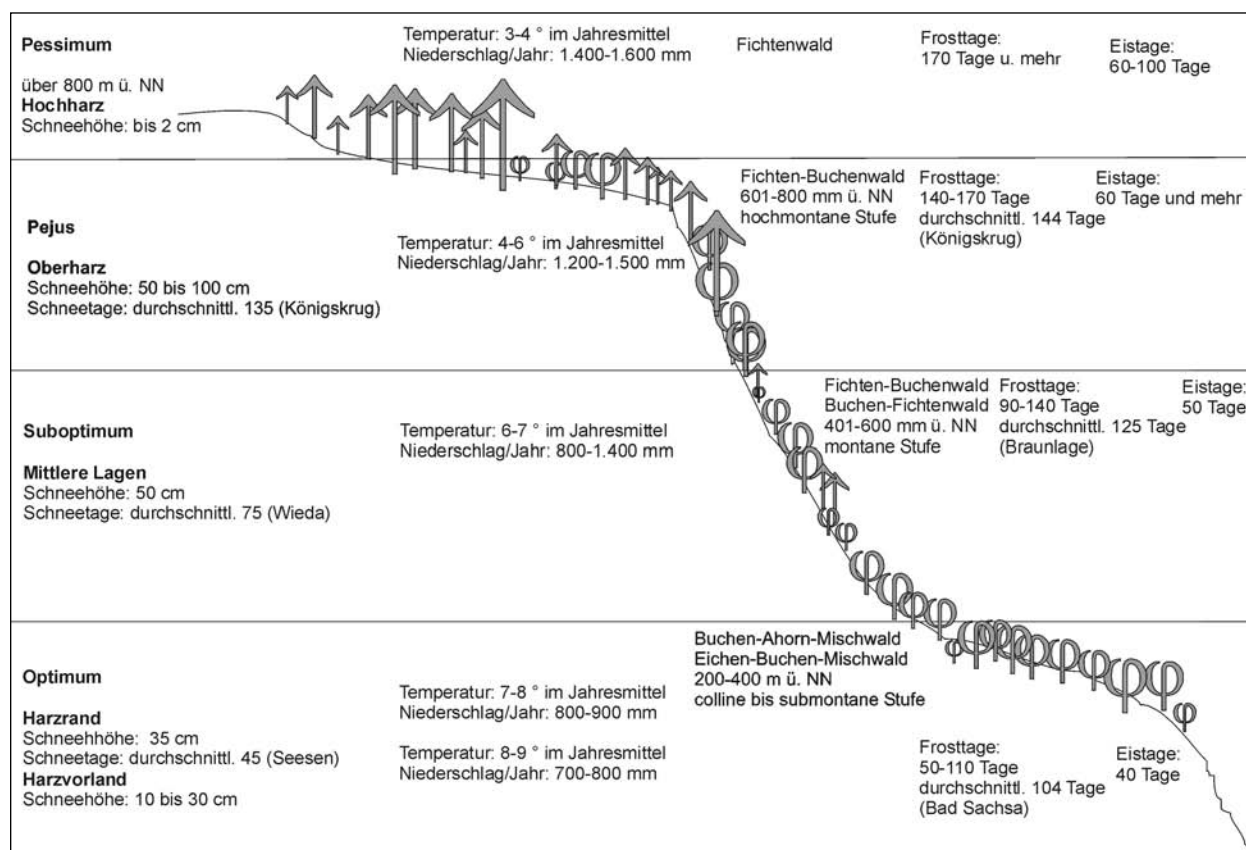 Pessimum
über 800 m ü. NN
Hochharz
Schneehöhe: bis 2 cm
Temperatur: 3-4 ° im Jahresmittel
Niederschlag/Jahr: 1.400-1.600 mm
Fichtenwald
Frosttage:
170 Tage u. mehr
Eistage:
60-100 Tage
Pejus
Oberharz
Schneehöhe: 50 bis 100 cm
Schneetage: durchschnittl. 135 (Königskrug)
Temperatur: 4-6 ° im Jahresmittel
Niederschlag/Jahr: 1.200-1.500 mm
Fichten-Buchenwald
601-800 mm ü. NN
hochmontane Stufe
Frosttage:
140-170 Tage
durchschnittl. 144 Tage
(Königskrug)
Eistage:
60 Tage und mehr
Suboptimum
Mittlere Lagen
Schneehöhe: 50 cm
Schneetage: durchschnittl. 75 (Wieda)
Temperatur: 6-7 ° im Jahresmittel
Niederschlag/Jahr: 800-1.400 mm
Fichten-Buchenwald
Buchen-Fichtenwald
401-600 mm ü. NN
montane Stufe
Frosttage:
90-140 Tage
durchschnittl. 125 Tage
(Braunlage)
Eistage:
50 Tage
Optimum
Harzrand
Schneehhöhe: 35 cm
Schneetage: durchschnittl. 45 (Seesen)
Harzvorland
Schneehöhe: 10 bis 30 cm
Temperatur: 7-8 ° im Jahresmittel
Niederschlag/Jahr: 800-900 mm
Temperatur: 8-9 ° im Jahresmittel
Niederschlag/Jahr: 700-800 mm
Buchen-Ahorn-Mischwald
Eichen-Buchen-Mischwald
200-400 m ü. NN
colline bis submontane Stufe
Frosttage:
50-110 Tage
durchschnittl. 104 Tage
(Bad Sachsa)
Eistage:
40 Tage